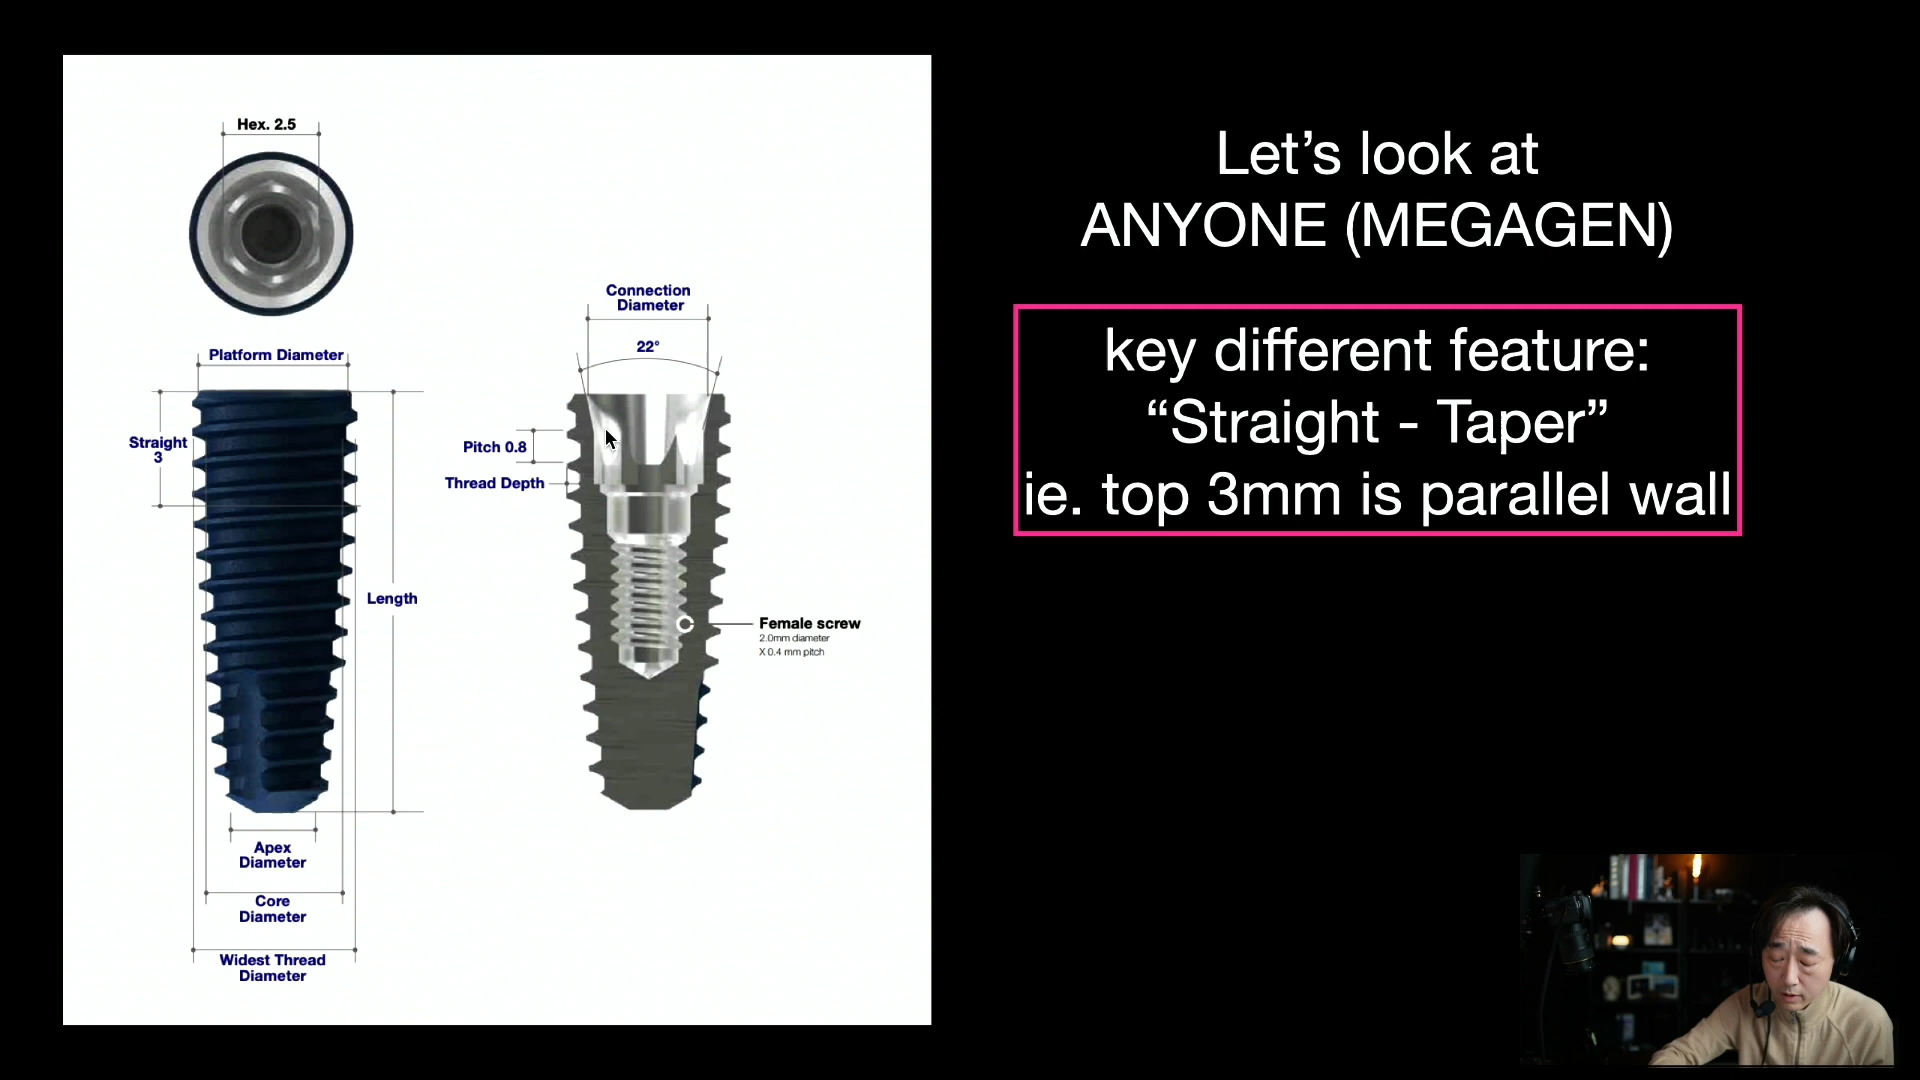 Hex. 2.5
Platform Diameter
Straight
3
Length
Apex
Diameter
Core
Diameter
Widest Thread
Diameter
Connection
Diameter
22°
Pitch 0.8
Thread Depth
Female screw
2.0mm diameter
X 0.4 mm pitch
Let’s look at
ANYONE (MEGAGEN)
key different feature:
“Straight - Taper”
ie. top 3mm is parallel wall